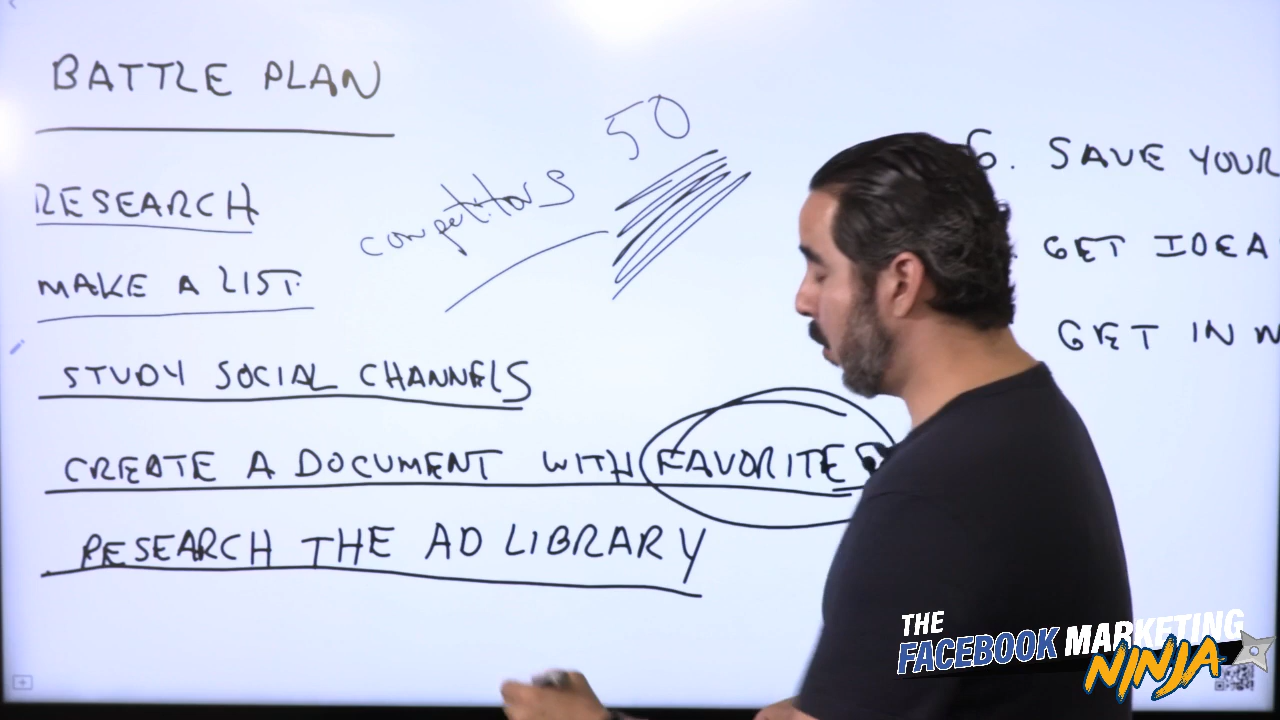 BATTLE PLAN
RESEARCH
MAKE A LIST
competitors 50
STUDY SOCIAL CHANNELS
CREATE A DOCUMENT WITH FAVORITES
RESEARCH THE AD LIBRARY
6. SAVE YOUR
GET IDEA
GET IN
THE
FACEBOOK MARKETING
NINJA